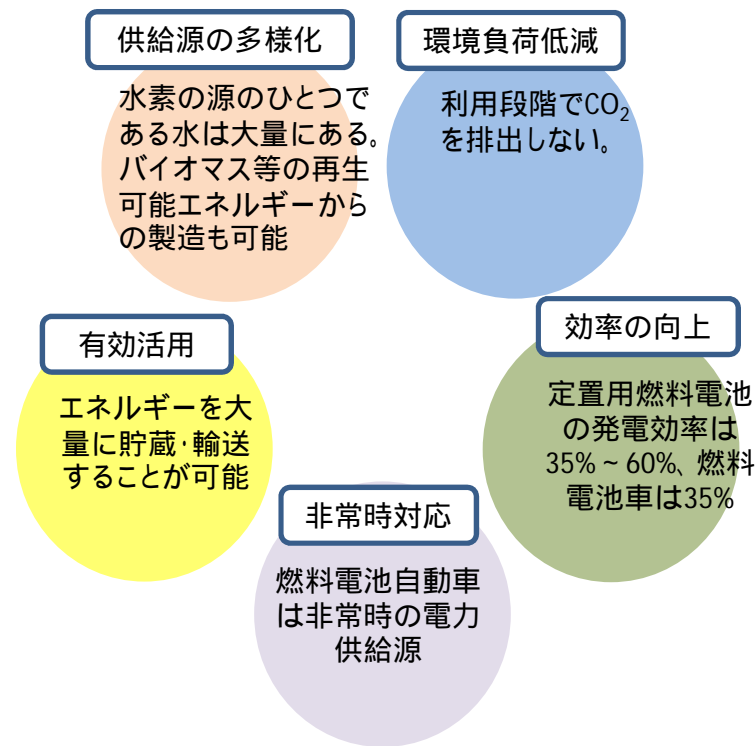 供給源の多様化
水素の源のひとつで
ある水は大量にある。
バイオマス等の再生
可能エネルギーから
の製造も可能
環境負荷低減
利用段階でCO₂
を排出しない。
有効活用
エネルギーを大
量に貯蔵・輸送
することが可能
効率の向上
定置用燃料電池
の発電効率は
35%~60%、燃料
電池車は35%
非常時対応
燃料電池自動車
は非常時の電力
供給源